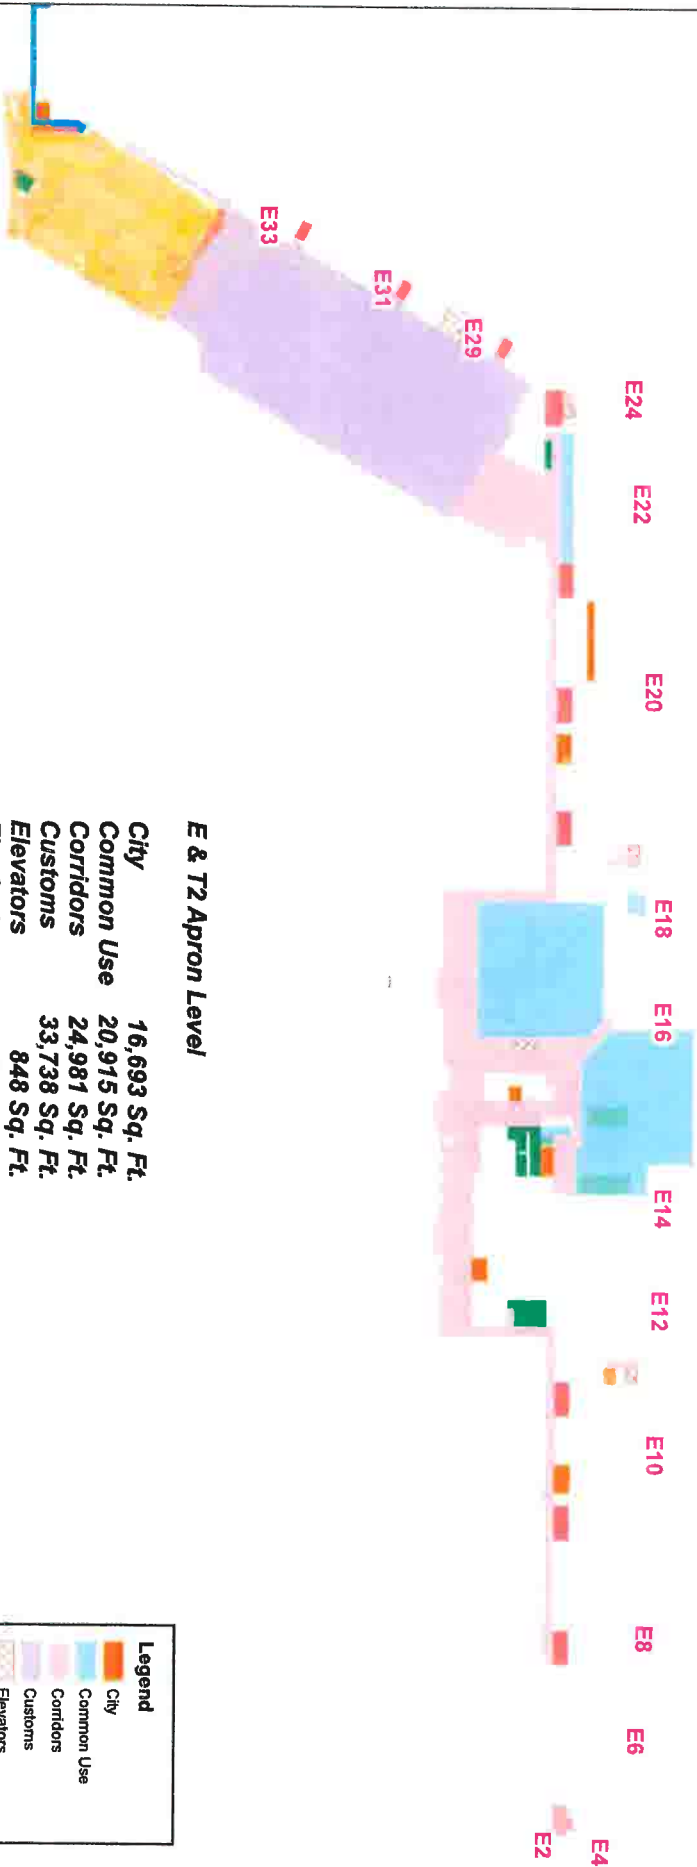 E33
E31
E29
E24
E22
E20
E18
E16
E14
E12
E10
E8
E6
E4
E2
E & T2 Apron Level
City 16,693 Sq. Ft.
Common Use 20,915 Sq. Ft.
Corridors 24,981 Sq. Ft.
Customs 33,738 Sq. Ft.
Elevators 848 Sq. Ft.
Legend
City
Common Use
Corridors
Customs
Elevators